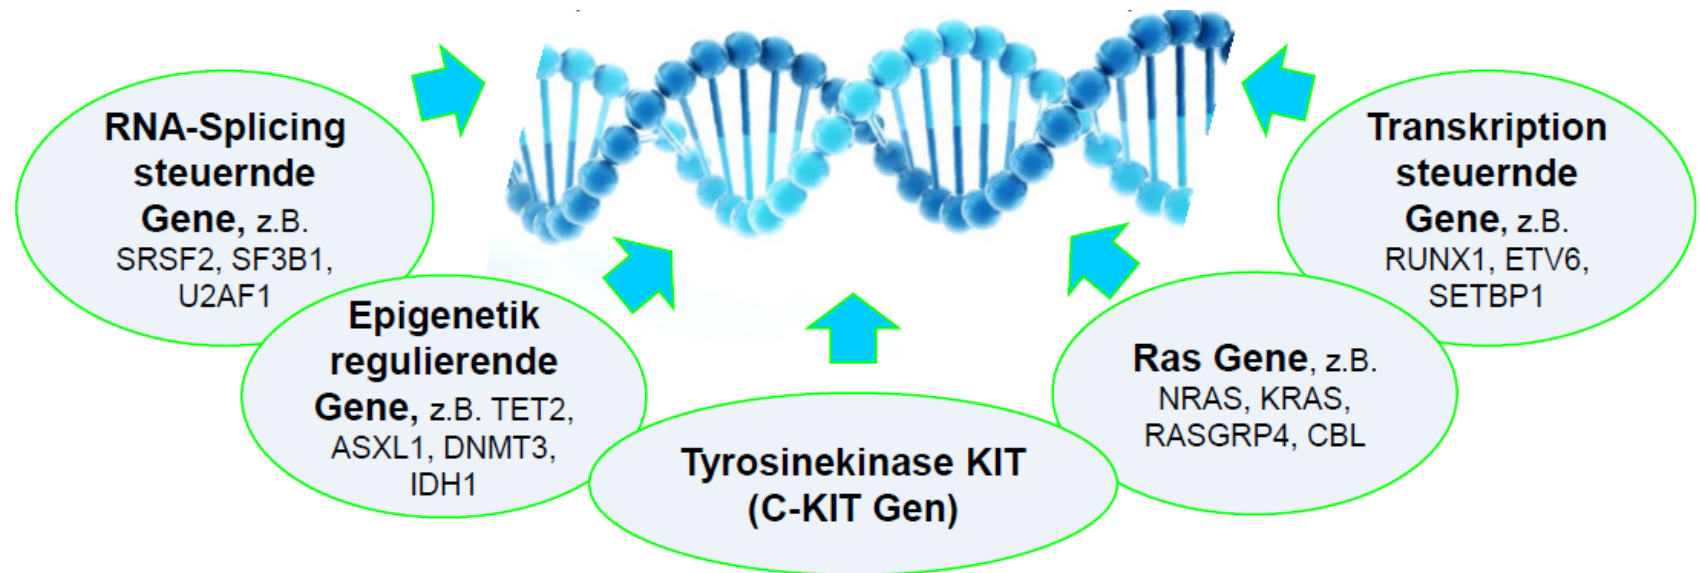 RNA-Splicing
steuernde
Gene, z.B.
SRSF2, SF3B1,
U2AF1
Epigenetik
regulierende
Gene, z.B. TET2,
ASXL1, DNMT3,
IDH1
Tyrosinekinase KIT
(C-KIT Gen)
Ras Gene, z.B.
NRAS, KRAS,
RASGRP4, CBL
Transkription
steuernde
Gene, z.B.
RUNX1, ETV6,
SETBP1